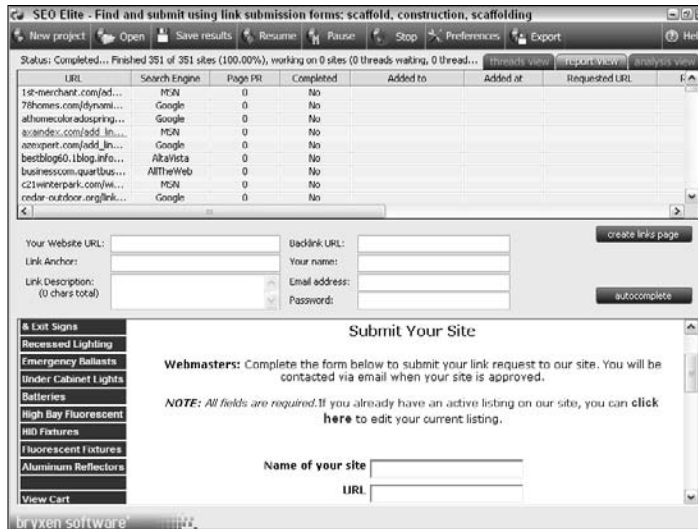 SEO Elite - Find and submit using link submission forms: scaffold, construction, scaffolding
New project Open Save results Resume Pause Stop Preferences Export Hel
Status: Completed... Finished 351 of 351 sites (100.00%), working on 0 sites (0 threads waiting, 0 thread... threads view report view analysis view
URL Search Engine Page PR Completed Added to Added at Requested URL
1st-merchant.com/ad... MSN 0 No
78homes.com/dynami... Google 0 No
athomecoloradospring... Google 0 No
axaindex.com/add_lin... MSN 0 No
azexpert.com/add_lin... Google 0 No
bestblog60.1blog.info... AltaVista 0 No
businesscom.quartbus... AllTheWeb 0 No
c21winterpark.com/wi... MSN 0 No
cedar-outdoor.org/link... Google 0 No
create links page
Your Website URL: Backlink URL:
Link Anchor: Your name:
Link Description: Email address:
(0 chars total) Password:
autocomplete
& Exit Signs
Recessed Lighting
Emergency Ballasts
Under Cabinet Lights
Batteries
High Bay Fluorescent
HID Fixtures
Fluorescent Fixtures
Aluminum Reflectors
View Cart
Submit Your Site
Webmasters: Complete the form below to submit your link request to our site. You will be
contacted via email when your site is approved.
NOTE: All fields are required.If you already have an active listing on our site, you can click
here to edit your current listing.
Name of your site
URL
bryxen software